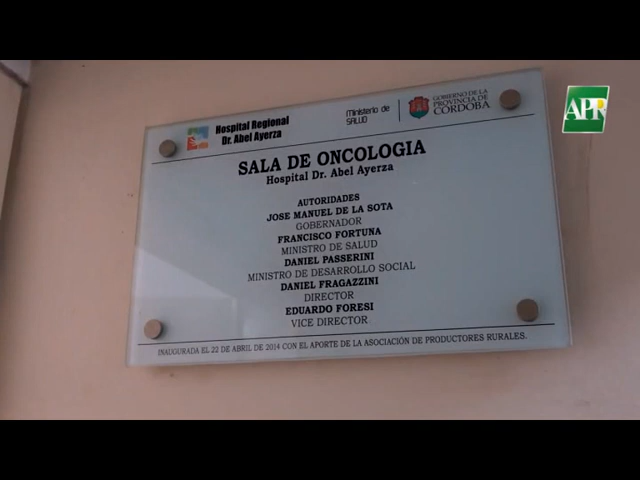 Hospital Regional
Dr. Abel Ayerza
Ministerio de
SALUD
GOBIERNO DE LA
PROVINCIA DE
CORDOBA
APR
SALA DE ONCOLOGIA
Hospital Dr. Abel Ayerza
AUTORIDADES
JOSE MANUEL DE LA SOTA
GOBERNADOR
FRANCISCO FORTUNA
MINISTRO DE SALUD
DANIEL PASSERINI
MINISTRO DE DESARROLLO SOCIAL
DANIEL FRAGAZZINI
DIRECTOR
EDUARDO FORESI
VICE DIRECTOR
INAUGURADA EL 22 DE ABRIL DE 2014 CON EL APORTE DE LA ASOCIACIÓN DE PRODUCTORES RURALES.